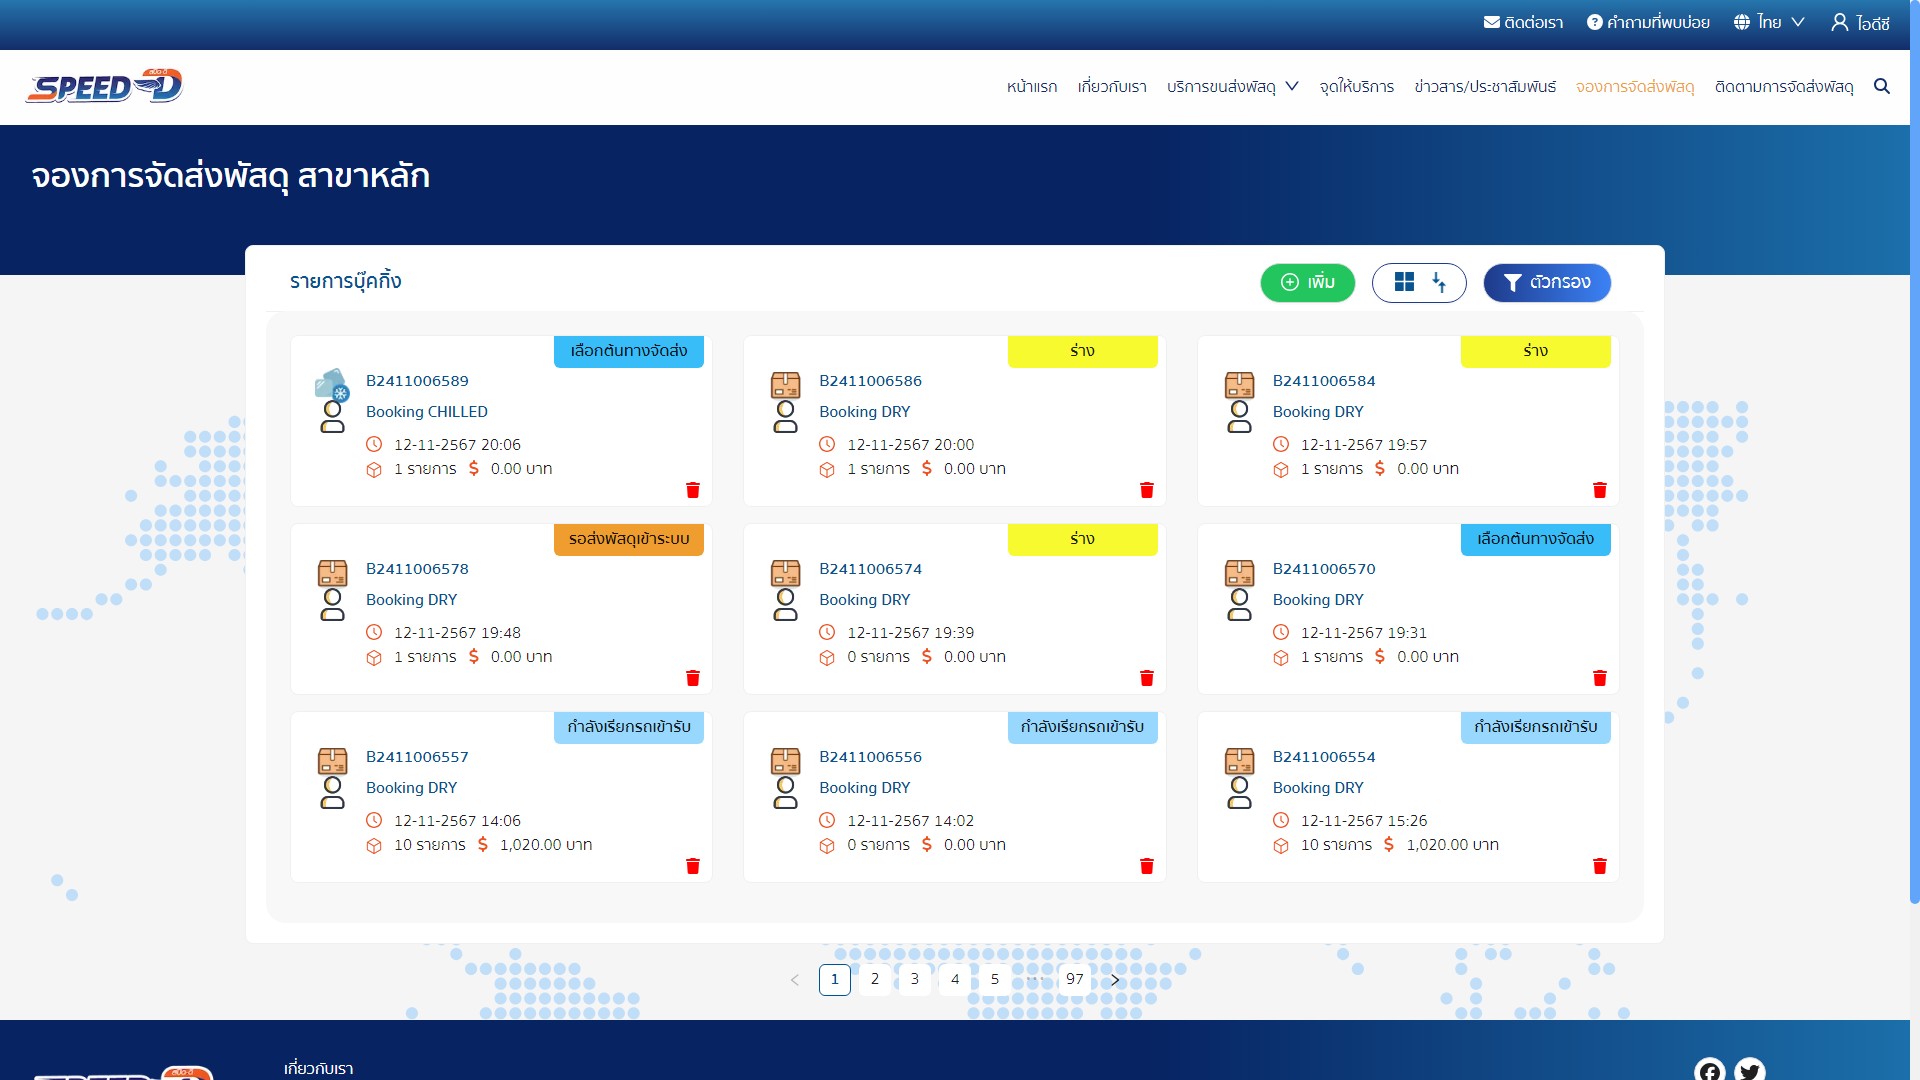 ติดต่อเรา คำถามที่พบบ่อย ไทย ไอดีซี
SPEED-D สปีด-ดี
หน้าแรก เกี่ยวกับเรา บริการขนส่งพัสดุ จุดให้บริการ ข่าวสาร/ประชาสัมพันธ์ จองการจัดส่งพัสดุ ติดตามการจัดส่งพัสดุ
จองการจัดส่งพัสดุ สาขาหลัก
รายการบุ๊คกิ้ง เพิ่ม ตัวกรอง
เลือกต้นทางจัดส่ง
B2411006589
Booking CHILLED
12-11-2567 20:06
1 รายการ 0.00 บาท
ร่าง
B2411006586
Booking DRY
12-11-2567 20:00
1 รายการ 0.00 บาท
ร่าง
B2411006584
Booking DRY
12-11-2567 19:57
1 รายการ 0.00 บาท
รอส่งพัสดุเข้าระบบ
B2411006578
Booking DRY
12-11-2567 19:48
1 รายการ 0.00 บาท
ร่าง
B2411006574
Booking DRY
12-11-2567 19:39
0 รายการ 0.00 บาท
เลือกต้นทางจัดส่ง
B2411006570
Booking DRY
12-11-2567 19:31
1 รายการ 0.00 บาท
กำลังเรียกรถเข้ารับ
B2411006557
Booking DRY
12-11-2567 14:06
10 รายการ 1,020.00 บาท
กำลังเรียกรถเข้ารับ
B2411006556
Booking DRY
12-11-2567 14:02
0 รายการ 0.00 บาท
กำลังเรียกรถเข้ารับ
B2411006554
Booking DRY
12-11-2567 15:26
10 รายการ 1,020.00 บาท
1 2 3 4 5 ••• 97
เกี่ยวกับเรา